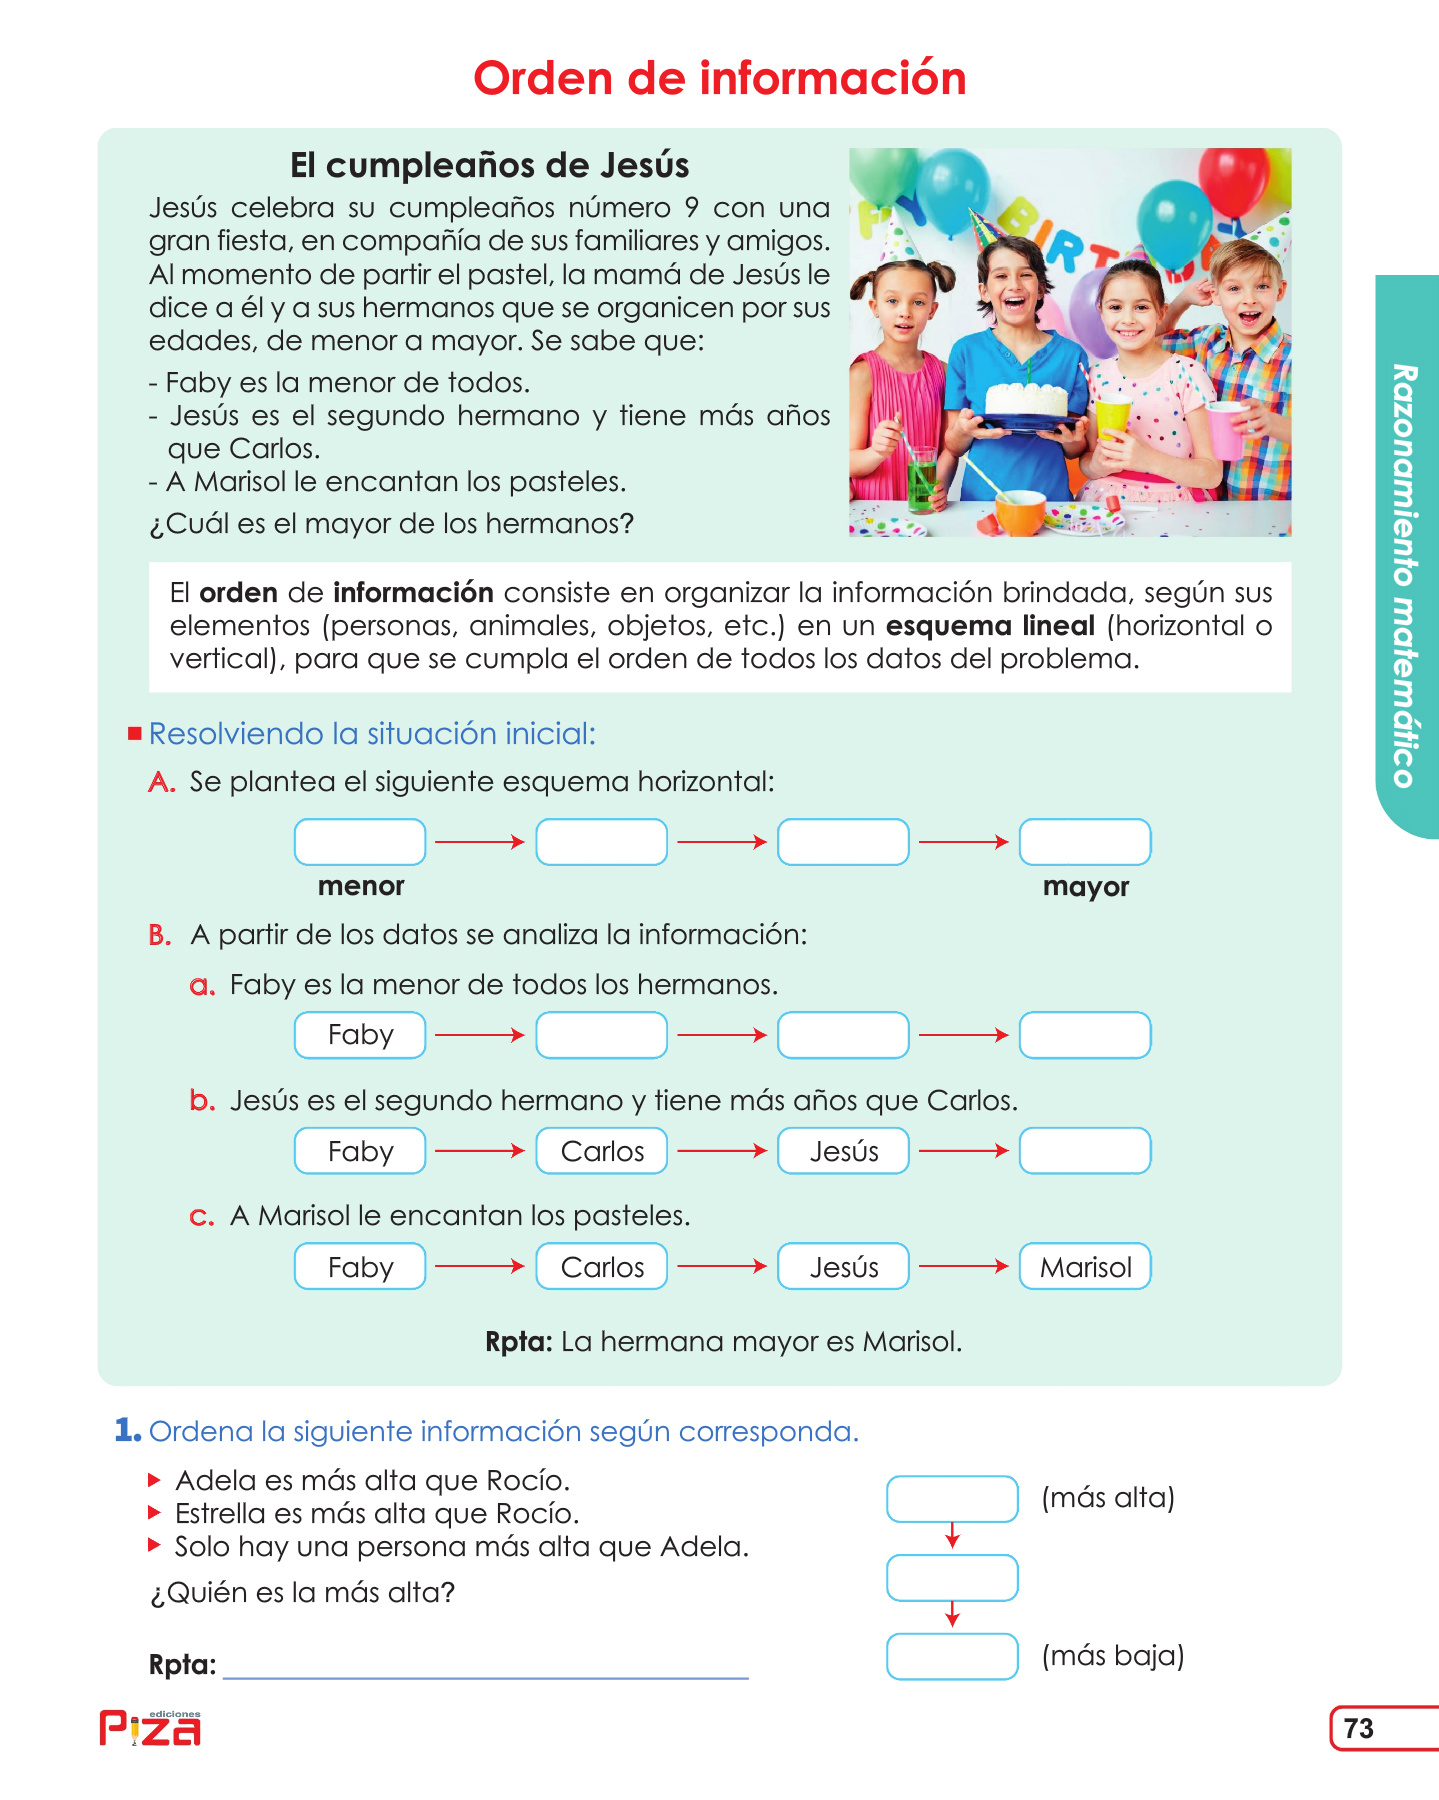 Orden de información
El cumpleaños de Jesús
Jesús celebra su cumpleaños número 9 con una
gran fiesta, en compañía de sus familiares y amigos.
Al momento de partir el pastel, la mamá de Jesús le
dice a él y a sus hermanos que se organicen por sus
edades, de menor a mayor. Se sabe que:
- Faby es la menor de todos.
- Jesús es el segundo hermano y tiene más años
que Carlos.
- A Marisol le encantan los pasteles.
¿Cuál es el mayor de los hermanos?
El orden de información consiste en organizar la información brindada, según sus
elementos (personas, animales, objetos, etc.) en un esquema lineal (horizontal o
vertical), para que se cumpla el orden de todos los datos del problema.
Resolviendo la situación inicial:
A. Se plantea el siguiente esquema horizontal:
menor mayor
B. A partir de los datos se analiza la información:
a. Faby es la menor de todos los hermanos.
Faby
b. Jesús es el segundo hermano y tiene más años que Carlos.
Faby Carlos Jesús
c. A Marisol le encantan los pasteles.
Faby Carlos Jesús Marisol
Rpta: La hermana mayor es Marisol.
Razonamiento matemático
1. Ordena la siguiente información según corresponda.
Adela es más alta que Rocío.
Estrella es más alta que Rocío.
Solo hay una persona más alta que Adela.
¿Quién es la más alta?
Rpta:
(más alta)
(más baja)
ediciones
Piza
73